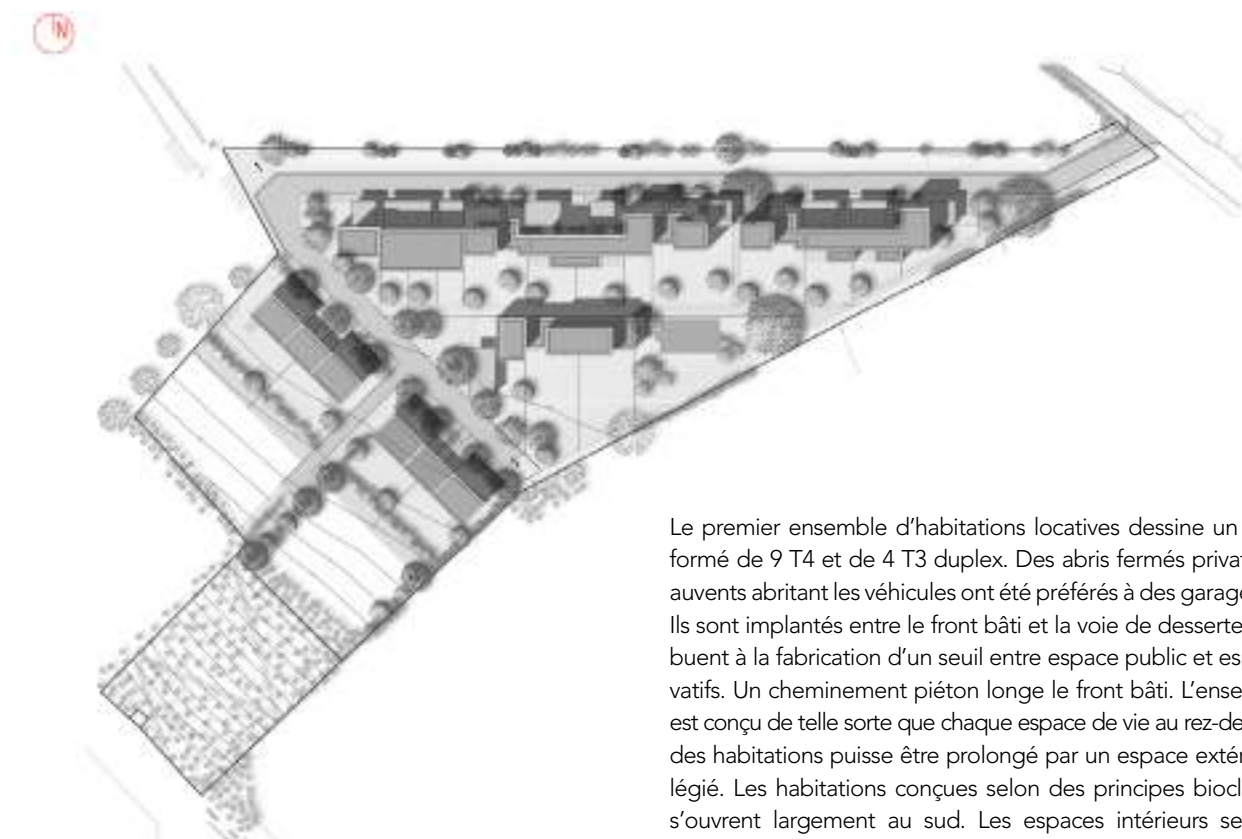 N
Le premier ensemble d’habitations locatives dessine un
formé de 9 T4 et de 4 T3 duplex. Des abris fermés privat
auvents abritant les véhicules ont été préférés à des garage
Ils sont implantés entre le front bâti et la voie de desserte
buent à la fabrication d’un seuil entre espace public et es
vatifs. Un cheminement piéton longe le front bâti. L’ense
est conçu de telle sorte que chaque espace de vie au rez-de
des habitations puisse être prolongé par un espace extér
légié. Les habitations conçues selon des principes biocl
s’ouvrent largement au sud. Les espaces intérieurs se